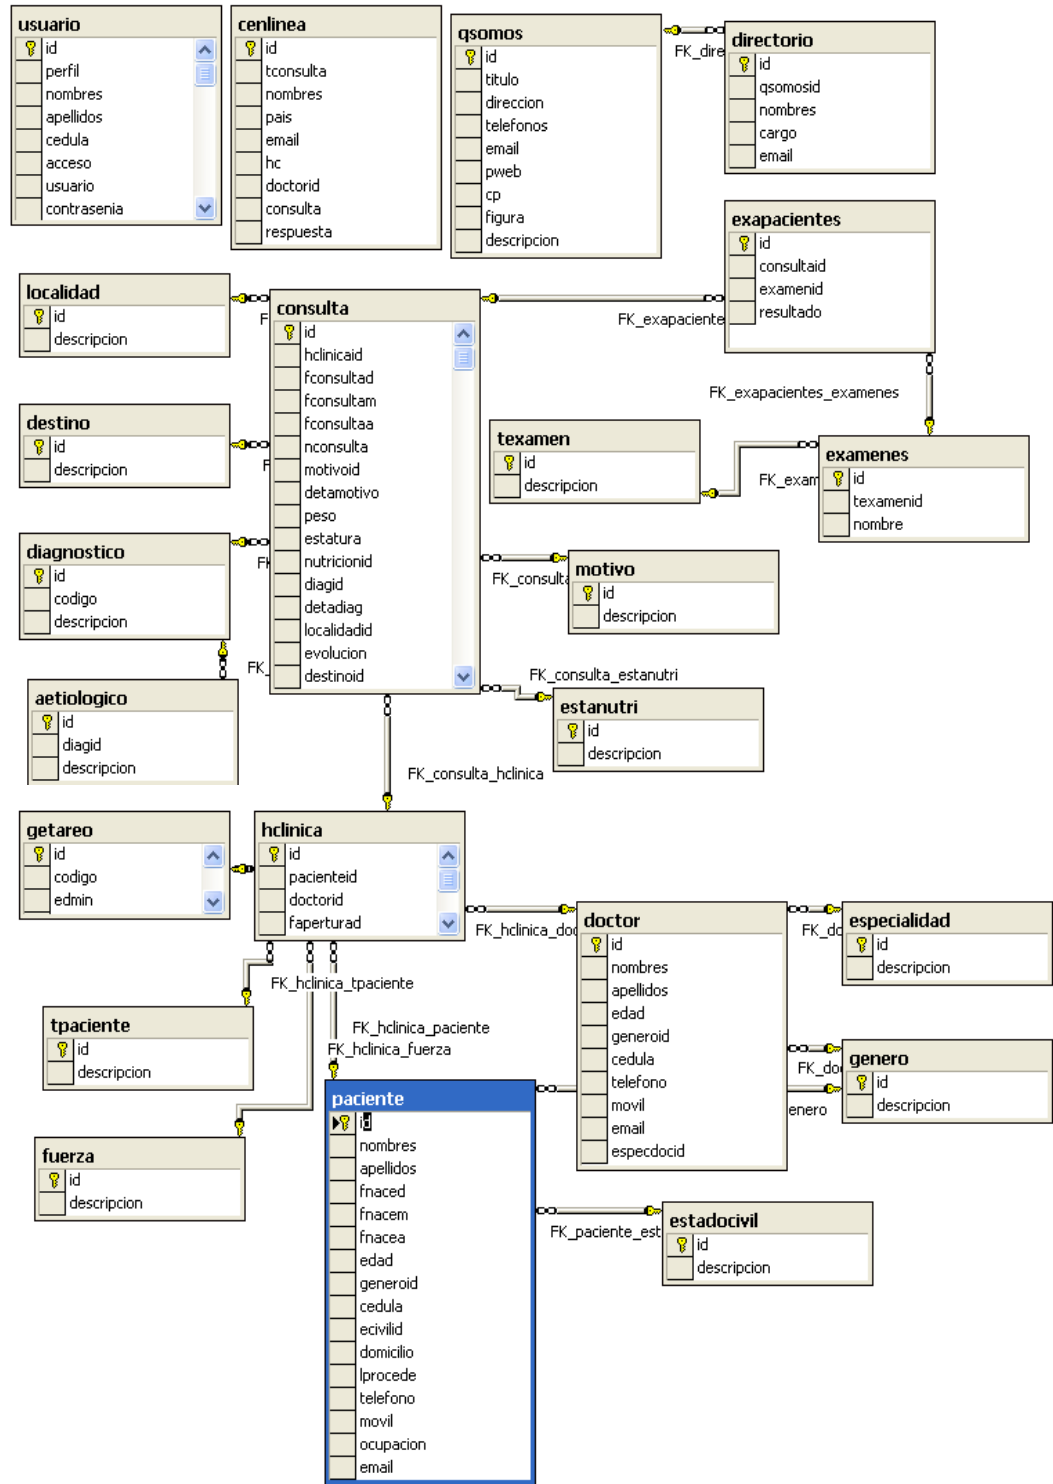 usuario
id
perfil
nombres
apellidos
cedula
acceso
usuario
contrasenia
cenlinea
id
tconsulta
nombres
pais
email
hc
doctorid
consulta
respuesta
qsomos
id
titulo
direccion
telefonos
email
pweb
cp
figura
descripcion
FK_dire
directorio
id
qsomosid
nombres
cargo
email
exapacientes
id
consultaid
examenid
resultado
FK_exapaciente
FK_exapacientes_examenes
localidad
id
descripcion
F
destino
id
descripcion
F
diagnostico
id
codigo
descripcion
F
FK_
aetiologico
id
diagid
descripcion
consulta
id
hclinicaid
fconsultad
fconsultam
fconsultaa
nconsulta
motivoid
detamotivo
peso
estatura
nutricionid
diagid
detadiag
localidadid
evolucion
destinoid
texamen
id
descripcion
FK_exam
examenes
id
texamenid
nombre
FK_consulta
motivo
id
descripcion
FK_consulta_estanutri
estanutri
id
descripcion
FK_consulta_hclinica
getareo
id
codigo
edmin
hclinica
id
pacienteid
doctorid
faperturad
FK_hclinica_doc
doctor
id
nombres
apellidos
edad
generoid
cedula
telefono
movil
email
especdocid
FK_do
especialidad
id
descripcion
FK_do
enero
genero
id
descripcion
FK_hclinica_tpaciente
tpaciente
id
descripcion
FK_hclinica_paciente
FK_hclinica_fuerza
fuerza
id
descripcion
paciente
id
nombres
apellidos
fnaced
fnacem
fnacea
edad
generoid
cedula
ecivilid
domicilio
lprocede
telefono
movil
ocupacion
email
FK_paciente_est
estadocivil
id
descripcion